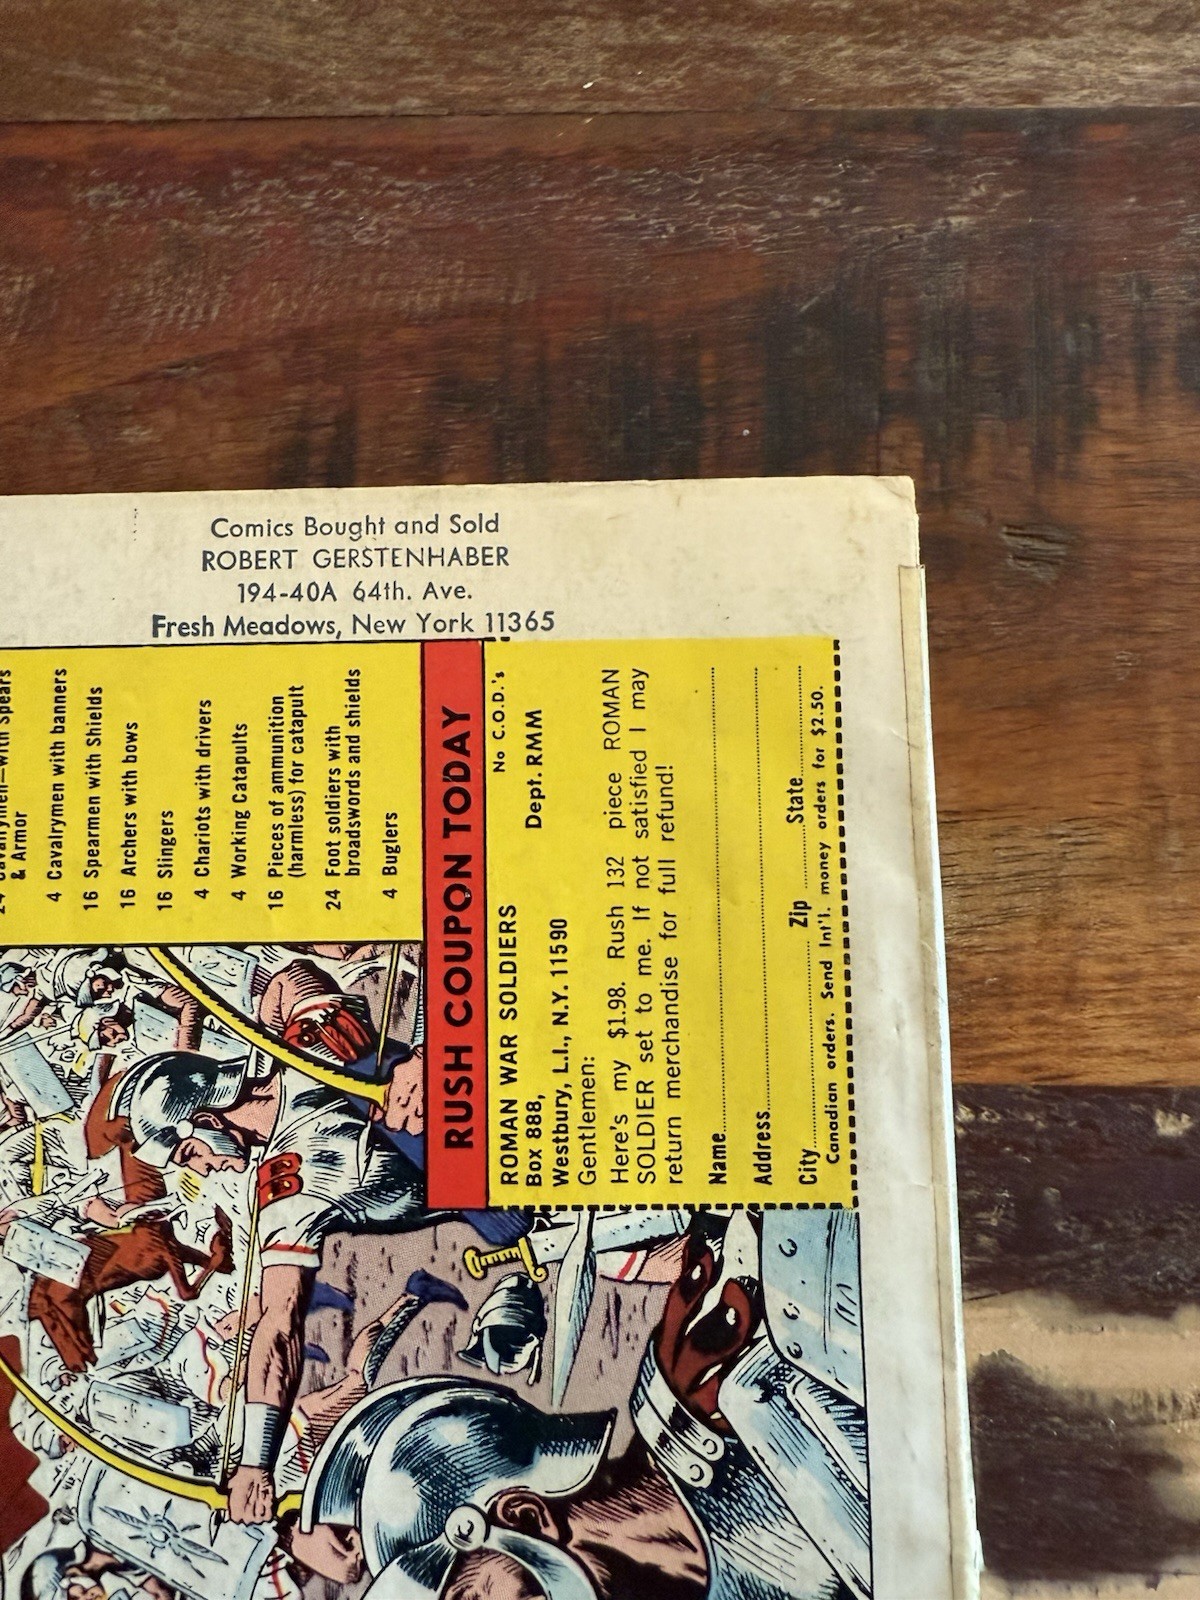 Comics Bought and Sold
ROBERT GERSTENHABER
194-40A 64th. Ave.
Fresh Meadows, New York 11365
with Spears
& Armor
4 Cavalrymen with banners
16 Spearmen with Shields
16 Archers with bows
16 Slingers
4 Chariots with drivers
4 Working Catapults
16 Pieces of ammunition
(harmless) for catapult
24 Foot soldiers with
broadswords and shields
4 Buglers
RUSH COUPON TODAY
No C.O.D.'s
ROMAN WAR SOLDIERS
Box 888, Dept. RMM
Westbury, L.I., N.Y. 11590
Gentlemen:
Here's my $1.98. Rush 132 piece ROMAN
SOLDIER set to me. If not satisfied I may
return merchandise for full refund!
Name
Address
City Zip State
Canadian orders. Send Int'l. money orders for $2.50.